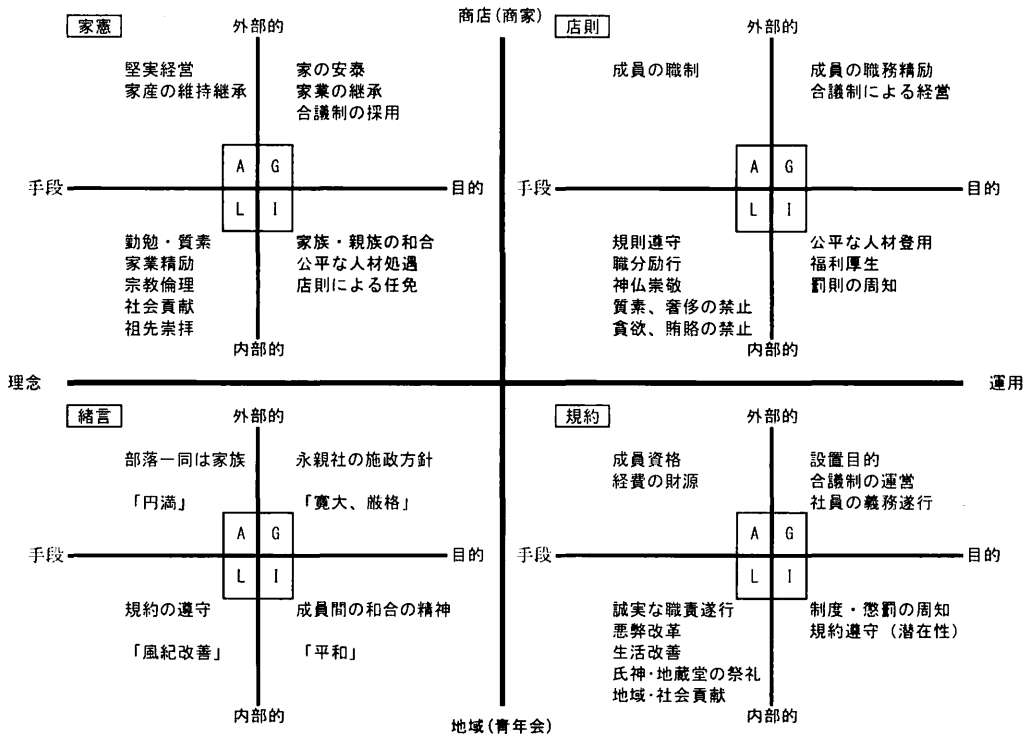 商店(商家)
家憲
外部的
堅実経営
家産の維持継承
家の安泰
家業の継承
合議制の採用
A G
手段
目的
L I
勤勉・質素
家業精励
宗教倫理
社会貢献
祖先崇拝
家族・親族の和合
公平な人材処遇
店則による任免
内部的
店則
外部的
成員の職制
成員の職務精励
合議制による経営
A G
手段
目的
L I
規則遵守
職分励行
神仏崇敬
質素、奢侈の禁止
貪欲、賄賂の禁止
公平な人材登用
福利厚生
罰則の周知
内部的
理念
運用
緒言
外部的
部落一同は家族
「円満」
永親社の施政方針
「寛大、厳格」
A G
手段
目的
L I
規約の遵守
「風紀改善」
成員間の和合の精神
「平和」
内部的
規約
外部的
成員資格
経費の財源
設置目的
合議制の運営
社員の義務遂行
A G
手段
目的
L I
誠実な職責遂行
悪弊改革
生活改善
氏神・地蔵堂の祭礼
地域・社会貢献
制度・懲罰の周知
規約遵守(潜在性)
内部的
地域(青年会)